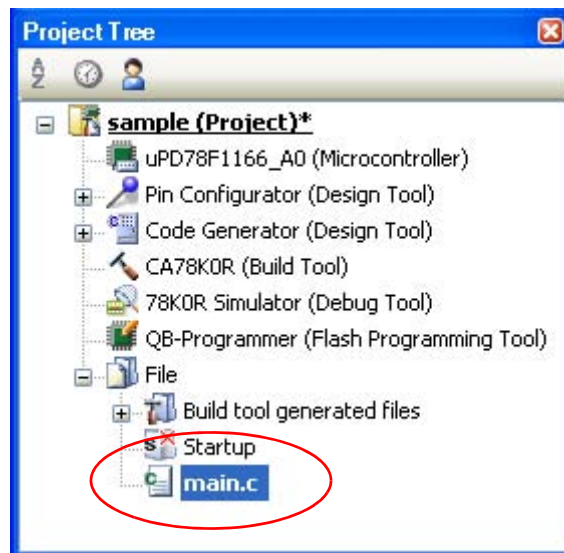 Project Tree
sample (Project)*
uPD78F1166_A0 (Microcontroller)
Pin Configurator (Design Tool)
Code Generator (Design Tool)
CA78K0R (Build Tool)
78K0R Simulator (Debug Tool)
QB-Programmer (Flash Programming Tool)
File
Build tool generated files
Startup
main.c